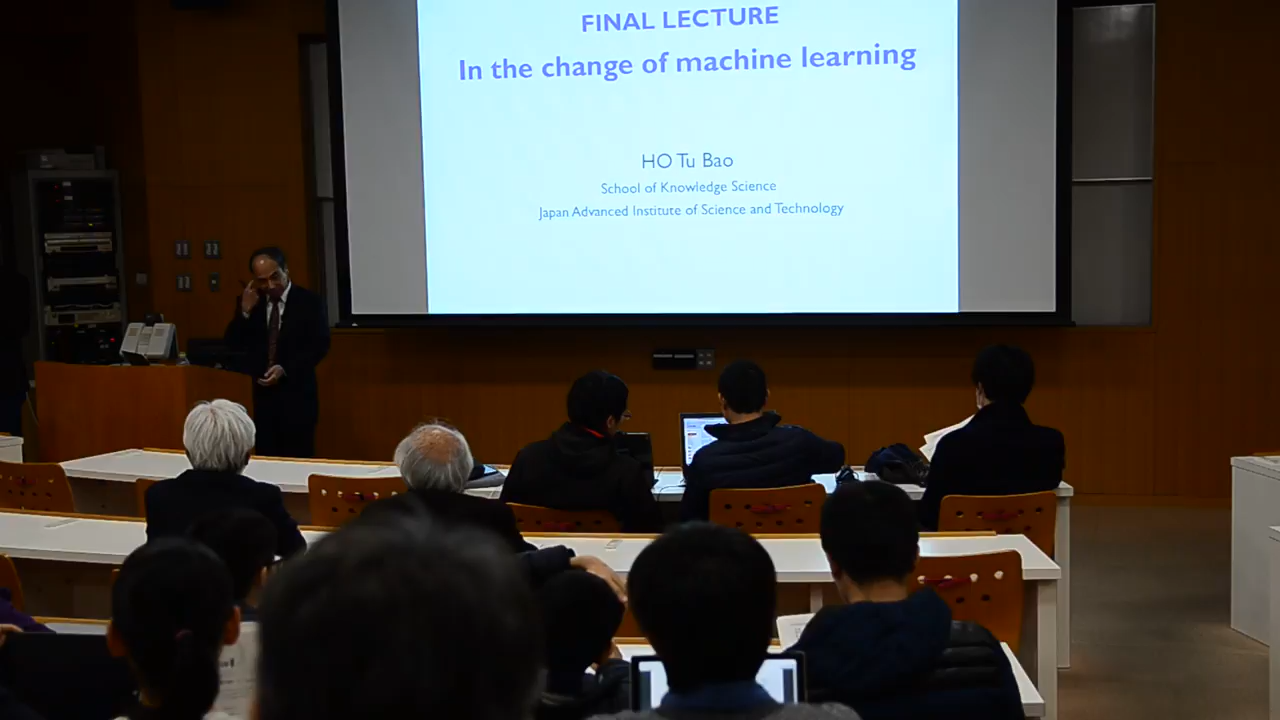 FINAL LECTURE
In the change of machine learning
HO Tu Bao
School of Knowledge Science
Japan Advanced Institute of Science and Technology